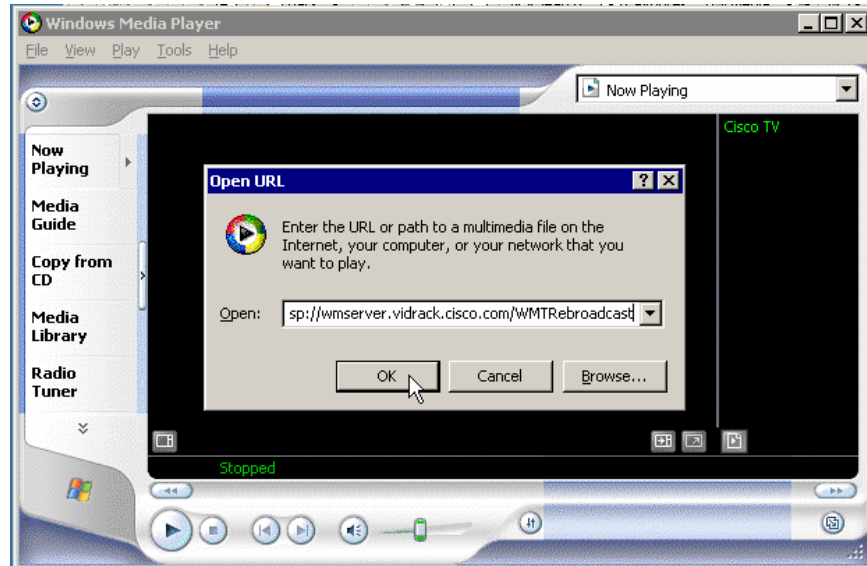 Windows Media Player
File View Play Tools Help
Now Playing
Now
Playing
Media
Guide
Copy from
CD
Media
Library
Radio
Tuner
Cisco TV
Open URL
Enter the URL or path to a multimedia file on the
Internet, your computer, or your network that you
want to play.
Open: sp://wmserver.vidrack.cisco.com/WMTRebroadcast
OK Cancel Browse...
Stopped